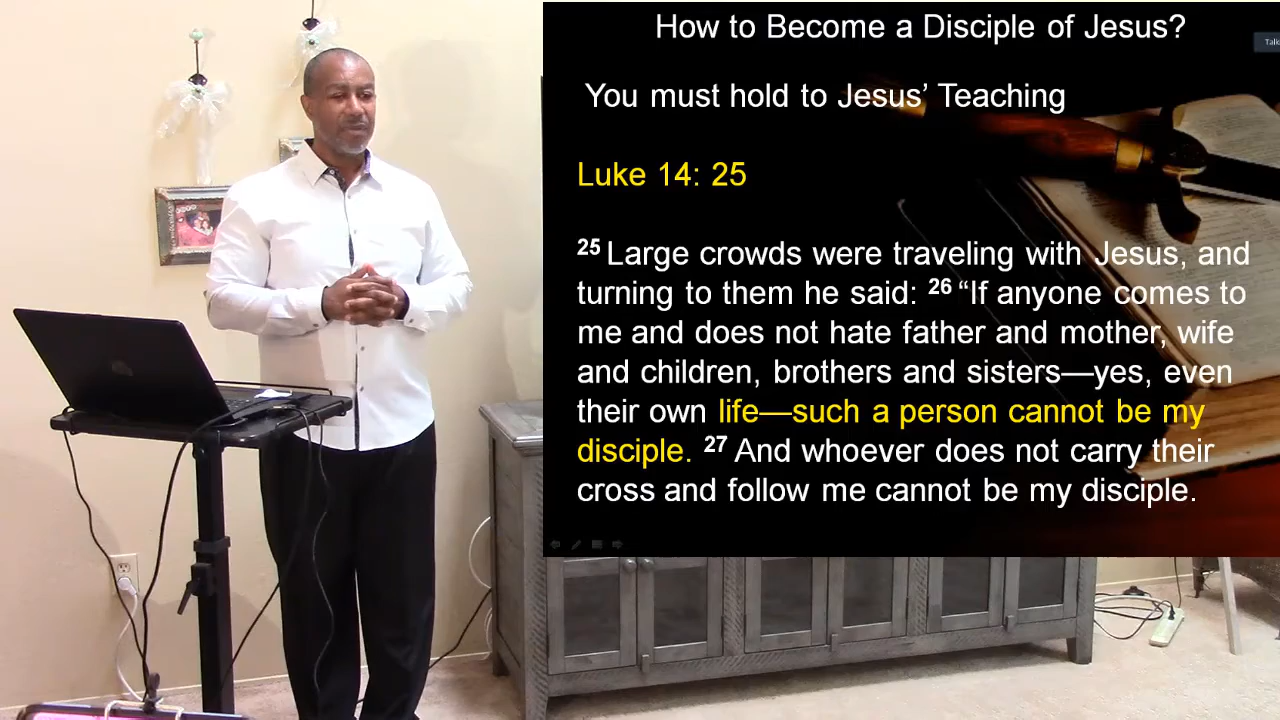 How to Become a Disciple of Jesus?
You must hold to Jesus’ Teaching
Luke 14: 25
25 Large crowds were traveling with Jesus, and
turning to them he said: 26 “If anyone comes to
me and does not hate father and mother, wife
and children, brothers and sisters—yes, even
their own life—such a person cannot be my
disciple. 27 And whoever does not carry their
cross and follow me cannot be my disciple.